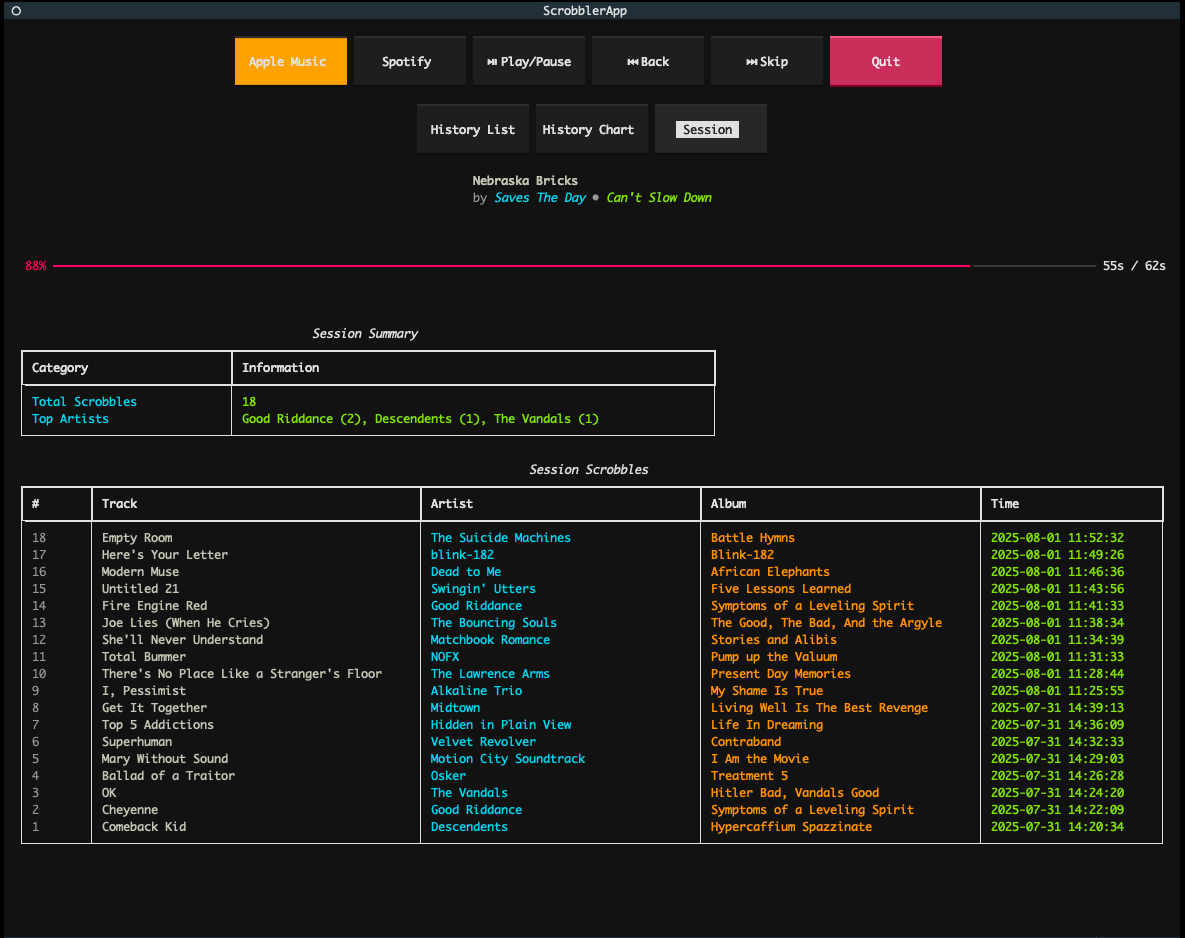 ScrobblerApp
Apple Music Spotify ⏯ Play/Pause ⏮ Back ⏭ Skip Quit
History List History Chart Session
Nebraska Bricks
by Saves The Day • Can't Slow Down
88% 55s / 62s
Session Summary
Category Information
Total Scrobbles 18
Top Artists Good Riddance (2), Descendents (1), The Vandals (1)
Session Scrobbles
# Track Artist Album Time
18 Empty Room The Suicide Machines Battle Hymns 2025-08-01 11:52:32
17 Here's Your Letter blink-182 Blink-182 2025-08-01 11:49:26
16 Modern Muse Dead to Me African Elephants 2025-08-01 11:46:36
15 Untitled 21 Swingin' Utters Five Lessons Learned 2025-08-01 11:43:56
14 Fire Engine Red Good Riddance Symptoms of a Leveling Spirit 2025-08-01 11:41:33
13 Joe Lies (When He Cries) The Bouncing Souls The Good, The Bad, And the Argyle 2025-08-01 11:38:34
12 She'll Never Understand Matchbook Romance Stories and Alibis 2025-08-01 11:34:39
11 Total Bummer NOFX Pump up the Valuum 2025-08-01 11:31:33
10 There's No Place Like a Stranger's Floor The Lawrence Arms Present Day Memories 2025-08-01 11:28:44
9 I, Pessimist Alkaline Trio My Shame Is True 2025-08-01 11:25:55
8 Get It Together Midtown Living Well Is The Best Revenge 2025-07-31 14:39:13
7 Top 5 Addictions Hidden in Plain View Life In Dreaming 2025-07-31 14:36:09
6 Superhuman Velvet Revolver Contraband 2025-07-31 14:32:33
5 Mary Without Sound Motion City Soundtrack I Am the Movie 2025-07-31 14:29:03
4 Ballad of a Traitor Osker Treatment 5 2025-07-31 14:26:28
3 OK The Vandals Hitler Bad, Vandals Good 2025-07-31 14:24:20
2 Cheyenne Good Riddance Symptoms of a Leveling Spirit 2025-07-31 14:22:09
1 Comeback Kid Descendents Hypercaffium Spazzinate 2025-07-31 14:20:34